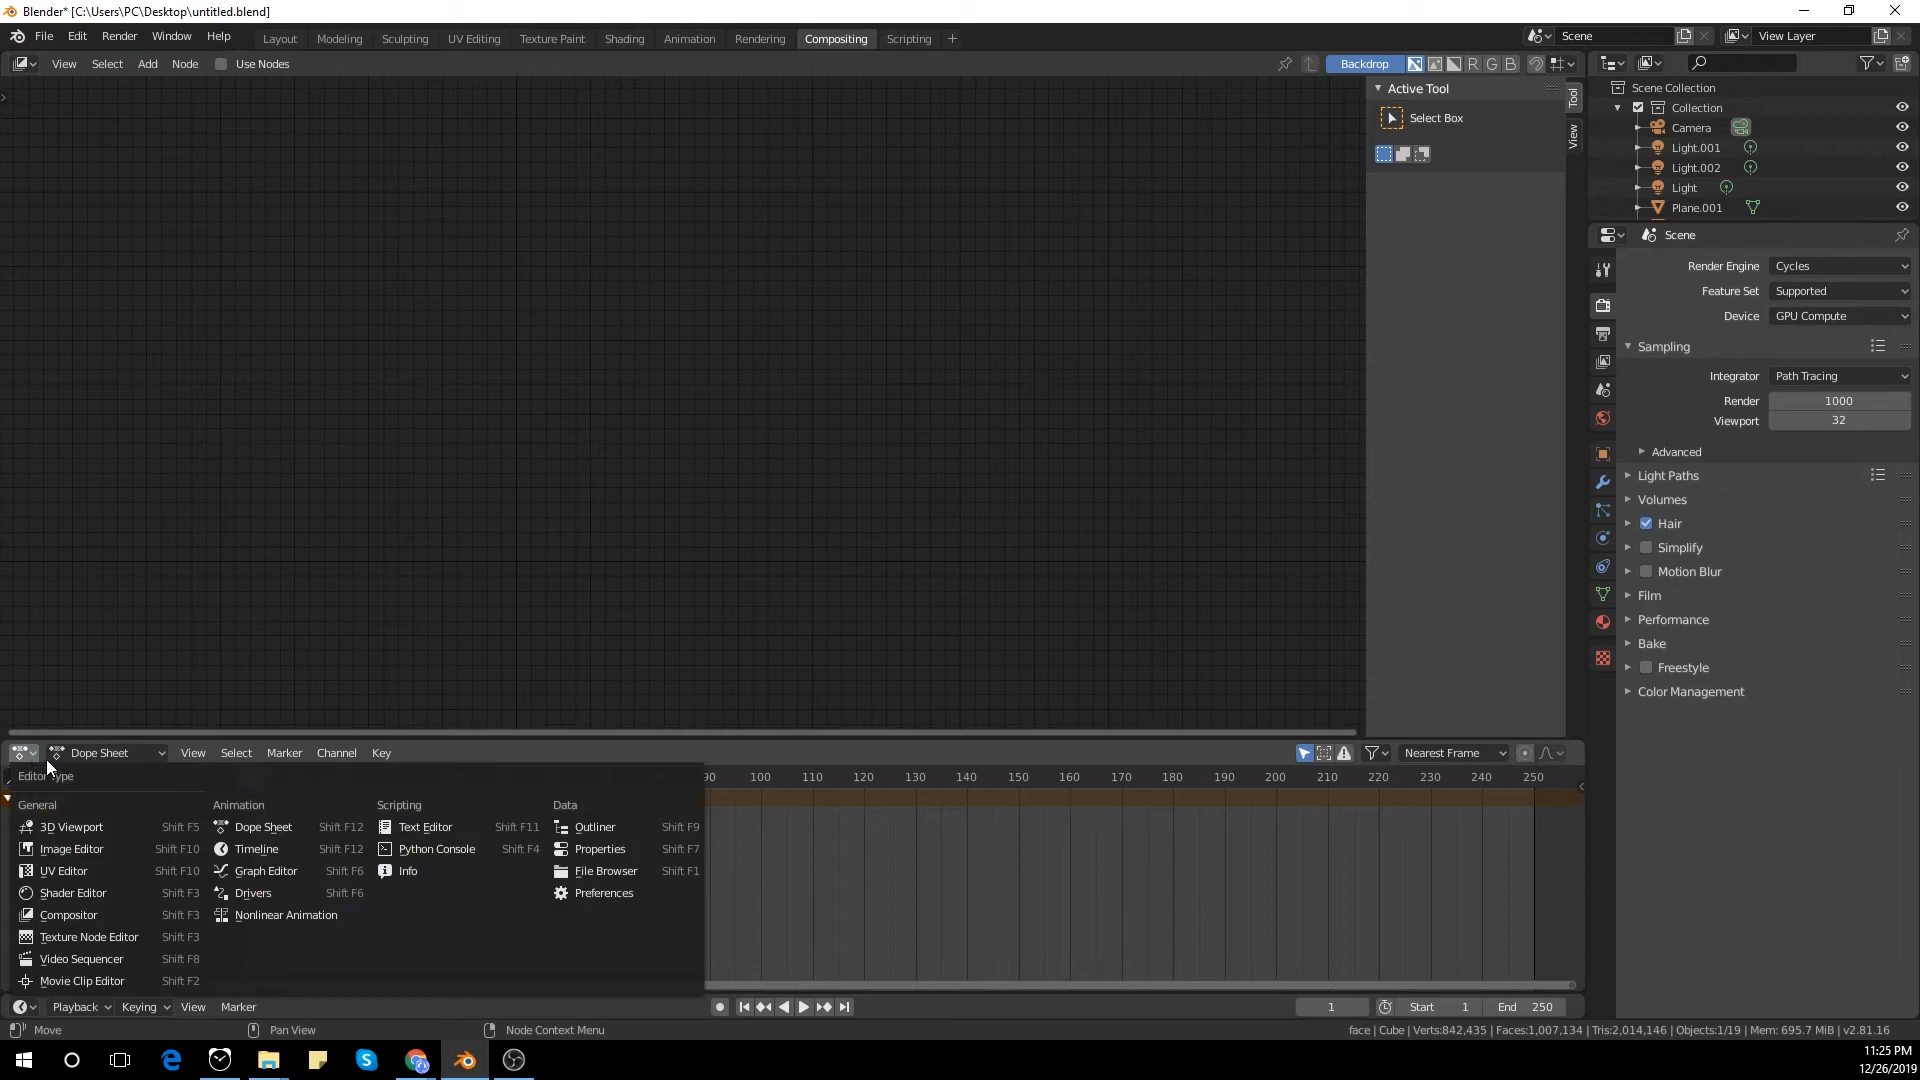 Blender* [C:\Users\PC\Desktop\untitled.blend]
File Edit Render Window Help Layout Modeling Sculpting UV Editing Texture Paint Shading Animation Rendering Compositing Scripting + Scene View Layer
View Select Add Node Use Nodes Backdrop R G B
Active Tool
Select Box
Tool
View
Scene Collection
Collection
Camera
Light.001
Light.002
Light
Plane.001
Scene
Render Engine Cycles
Feature Set Supported
Device GPU Compute
Sampling
Integrator Path Tracing
Render 1000
Viewport 32
Advanced
Light Paths
Volumes
Hair
Simplify
Motion Blur
Film
Performance
Bake
Freestyle
Color Management
Dope Sheet View Select Marker Channel Key Nearest Frame
Editor Type
90 100 110 120 130 140 150 160 170 180 190 200 210 220 230 240 250
General Animation Scripting Data
3D Viewport Shift F5 Dope Sheet Shift F12 Text Editor Shift F11 Outliner Shift F9
Image Editor Shift F10 Timeline Shift F12 Python Console Shift F4 Properties Shift F7
UV Editor Shift F10 Graph Editor Shift F6 Info File Browser Shift F1
Shader Editor Shift F3 Drivers Shift F6 Preferences
Compositor Shift F3 Nonlinear Animation
Texture Node Editor Shift F3
Video Sequencer Shift F8
Movie Clip Editor Shift F2
Playback Keying View Marker 1 Start 1 End 250
Move Pan View Node Context Menu face | Cube | Verts:842,435 | Faces:1,007,134 | Tris:2,014,146 | Objects:1/19 | Mem: 695.7 MiB | v2.81.16
11:25 PM
12/26/2019